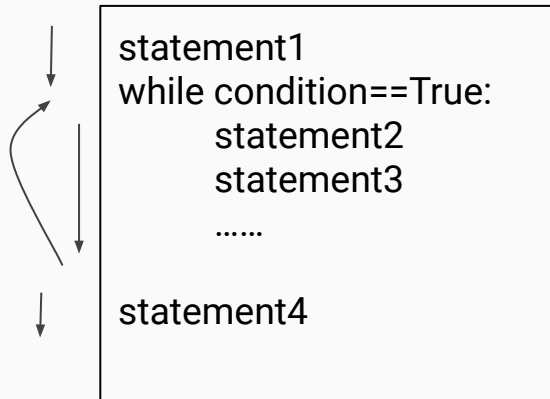 statement1
while condition==True:
statement2
statement3
……
statement4